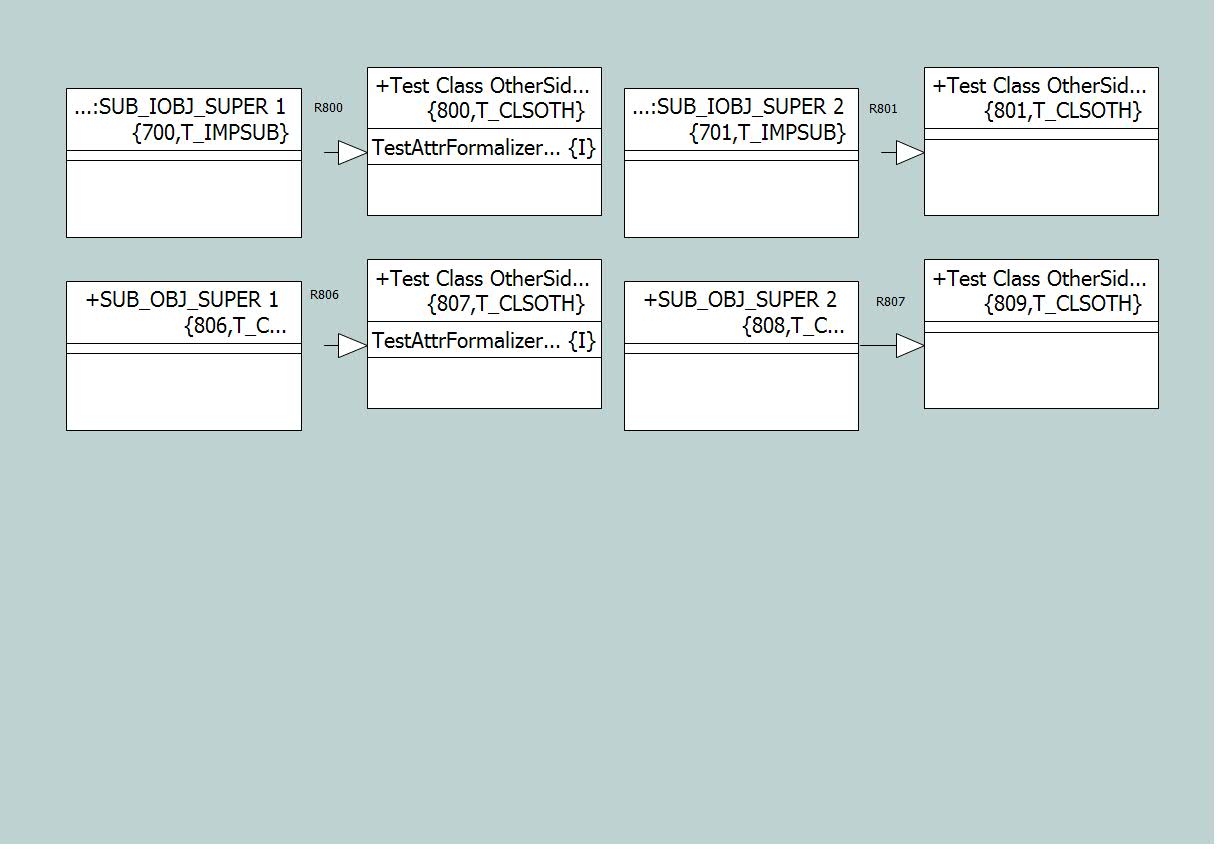 ...:SUB_IOBJ_SUPER 1
{700,T_IMPSUB}
R800
+Test Class OtherSid...
{800,T_CLSOTH}
TestAttrFormalizer... {I}
...:SUB_IOBJ_SUPER 2
{701,T_IMPSUB}
R801
+Test Class OtherSid...
{801,T_CLSOTH}
+SUB_OBJ_SUPER 1
{806,T_C...
R806
+Test Class OtherSid...
{807,T_CLSOTH}
TestAttrFormalizer... {I}
+SUB_OBJ_SUPER 2
{808,T_C...
R807
+Test Class OtherSid...
{809,T_CLSOTH}